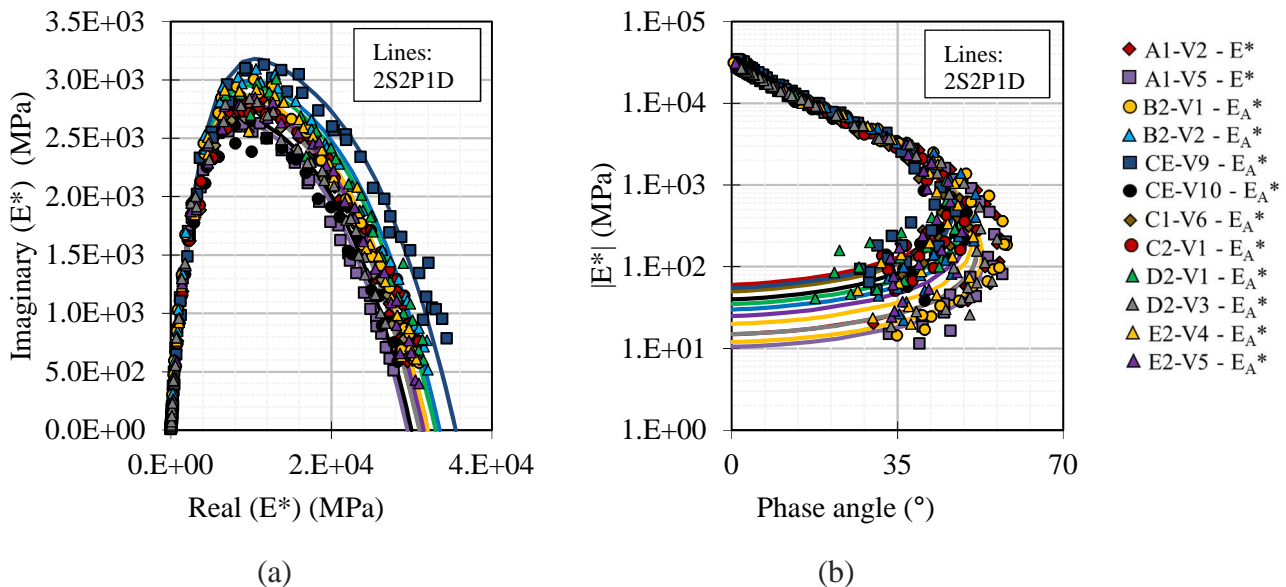 3.5E+03
3.0E+03
2.5E+03
2.0E+03
1.5E+03
1.0E+03
5.0E+02
0.0E+00
Imaginary (E*) (MPa)
Lines:
2S2P1D
0.E+00
2.E+04
4.E+04
Real (E*) (MPa)
(a)
1.E+05
1.E+04
1.E+03
1.E+02
1.E+01
1.E+00
|E*| (MPa)
Lines:
2S2P1D
0
35
70
Phase angle (°)
(b)
A1-V2 - E*
A1-V5 - E*
B2-V1 - EA*
B2-V2 - EA*
CE-V9 - EA*
CE-V10 - EA*
C1-V6 - EA*
C2-V1 - EA*
D2-V1 - EA*
D2-V3 - EA*
E2-V4 - EA*
E2-V5 - EA*